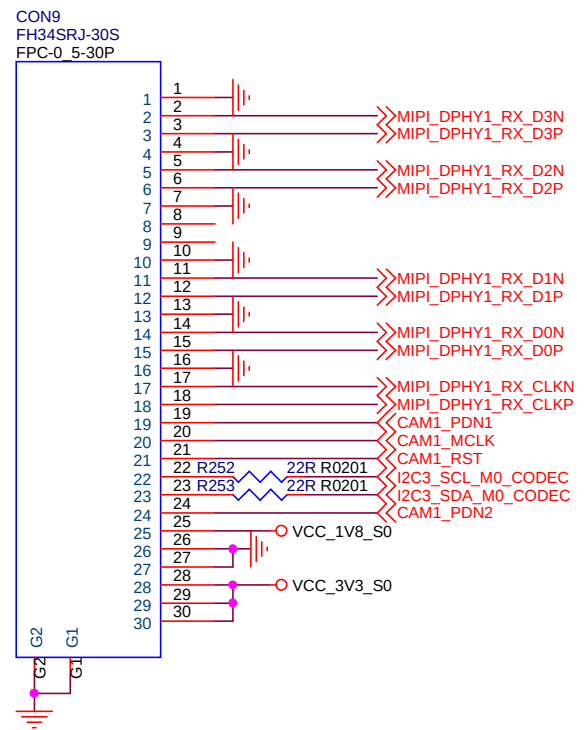 CON9
FH34SRJ-30S
FPC-0_5-30P
1 1
2 2 MIPI_DPHY1_RX_D3N
3 3 MIPI_DPHY1_RX_D3P
4 4
5 5 MIPI_DPHY1_RX_D2N
6 6 MIPI_DPHY1_RX_D2P
7 7
8 8
9 9
10 10
11 11 MIPI_DPHY1_RX_D1N
12 12 MIPI_DPHY1_RX_D1P
13 13
14 14 MIPI_DPHY1_RX_D0N
15 15 MIPI_DPHY1_RX_D0P
16 16
17 17 MIPI_DPHY1_RX_CLKN
18 18 MIPI_DPHY1_RX_CLKP
19 19 CAM1_PDN1
20 20 CAM1_MCLK
21 21 CAM1_RST
22 22 R252 22R R0201 I2C3_SCL_M0_CODEC
23 23 R253 22R R0201 I2C3_SDA_M0_CODEC
24 24 CAM1_PDN2
25 25 VCC_1V8_S0
26 26
27 27
28 28 VCC_3V3_S0
29 29
30 30
G2 G1
G2 G1